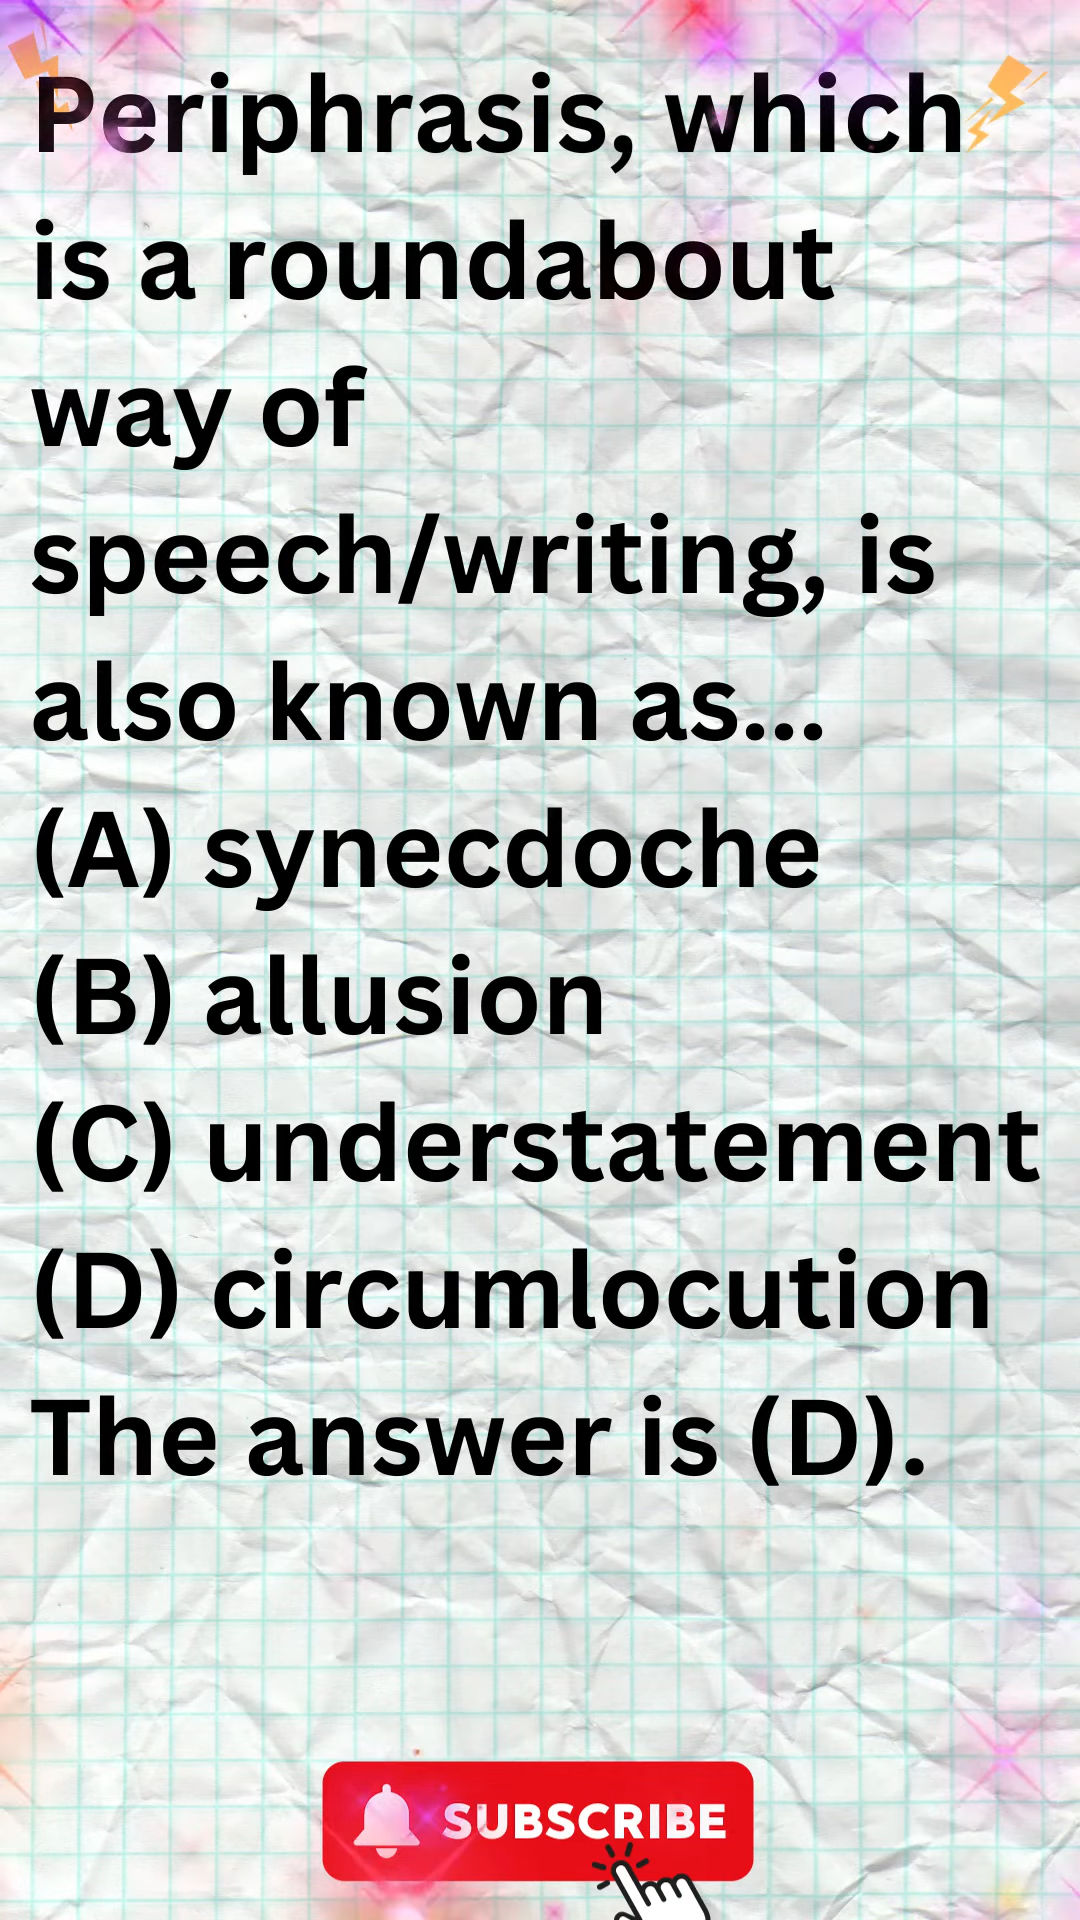 Periphrasis, which
is a roundabout
way of
speech/writing, is
also known as...
(A) synecdoche
(B) allusion
(C) understatement
(D) circumlocution
The answer is (D).
SUBSCRIBE